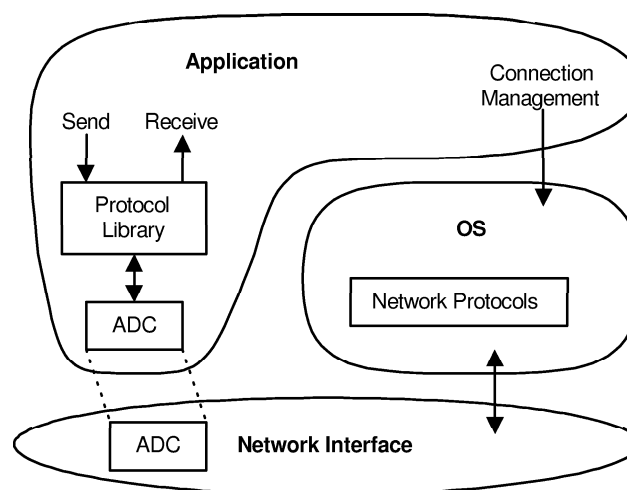 Application
Connection
Management
Send
Receive
Protocol
Library
OS
Network Protocols
ADC
ADC
Network Interface